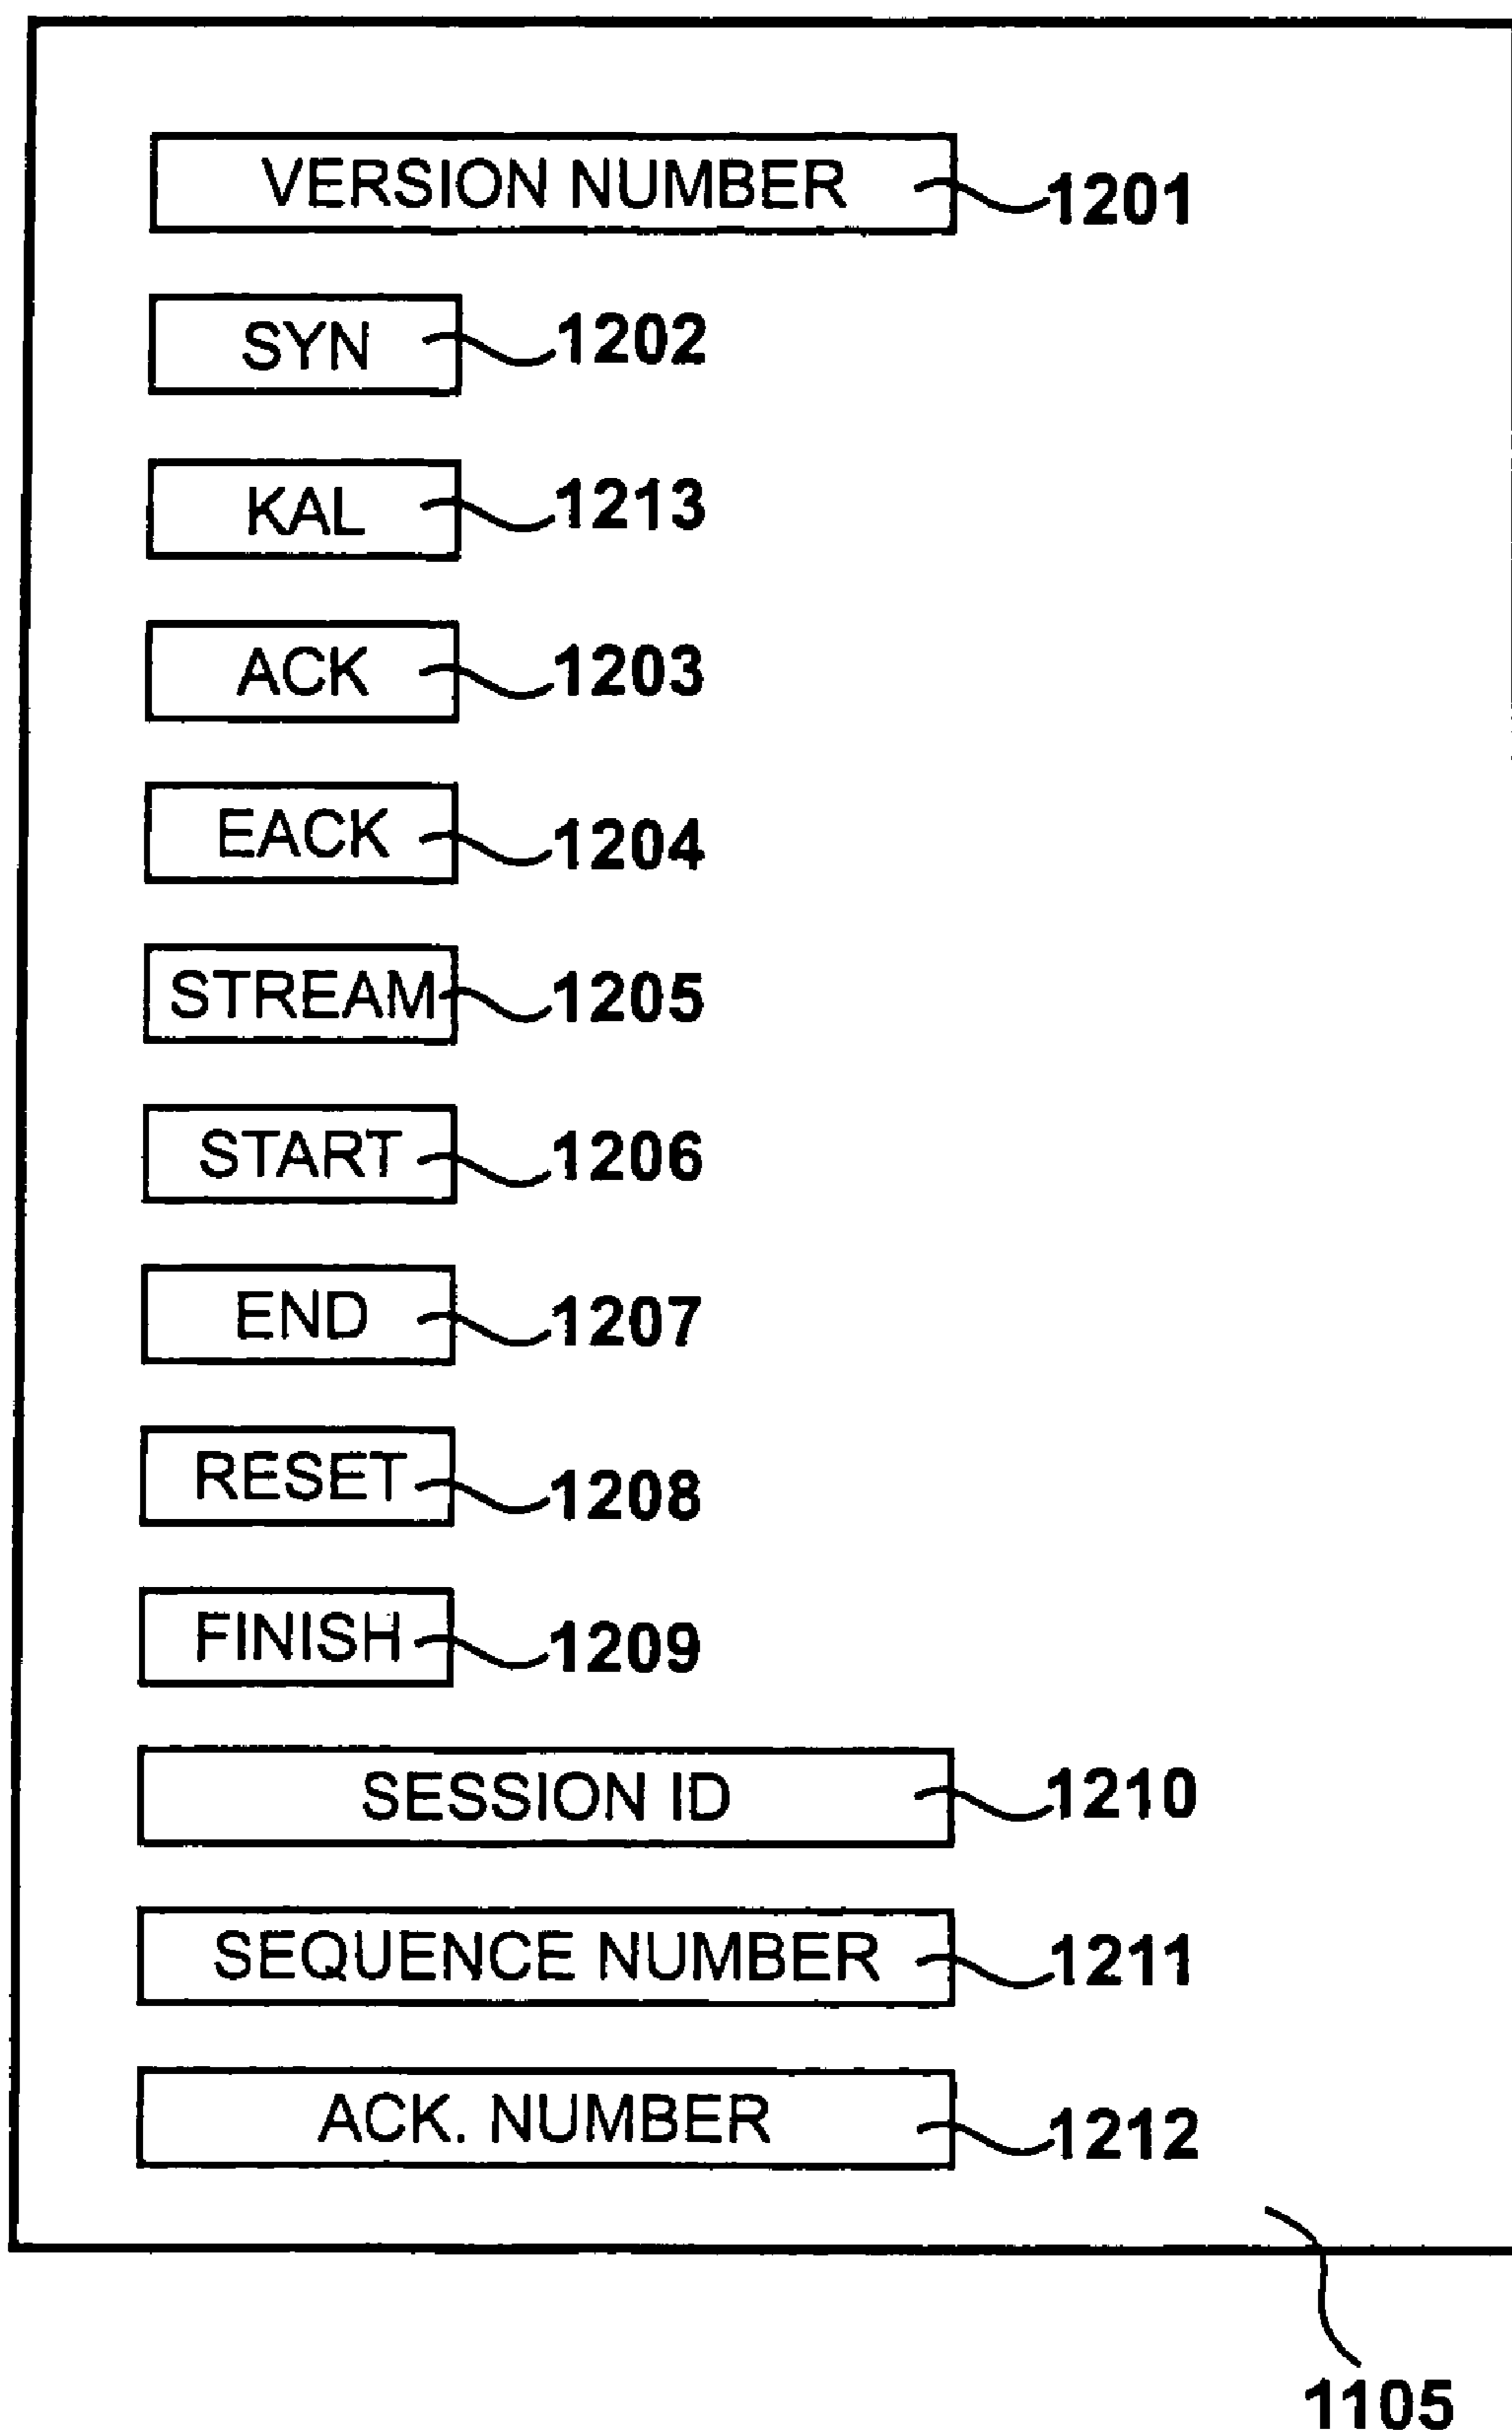 VERSION NUMBER 1201
SYN 1202
KAL 1213
ACK 1203
EACK 1204
STREAM 1205
START 1206
END 1207
RESET 1208
FINISH 1209
SESSION ID 1210
SEQUENCE NUMBER 1211
ACK. NUMBER 1212
1105